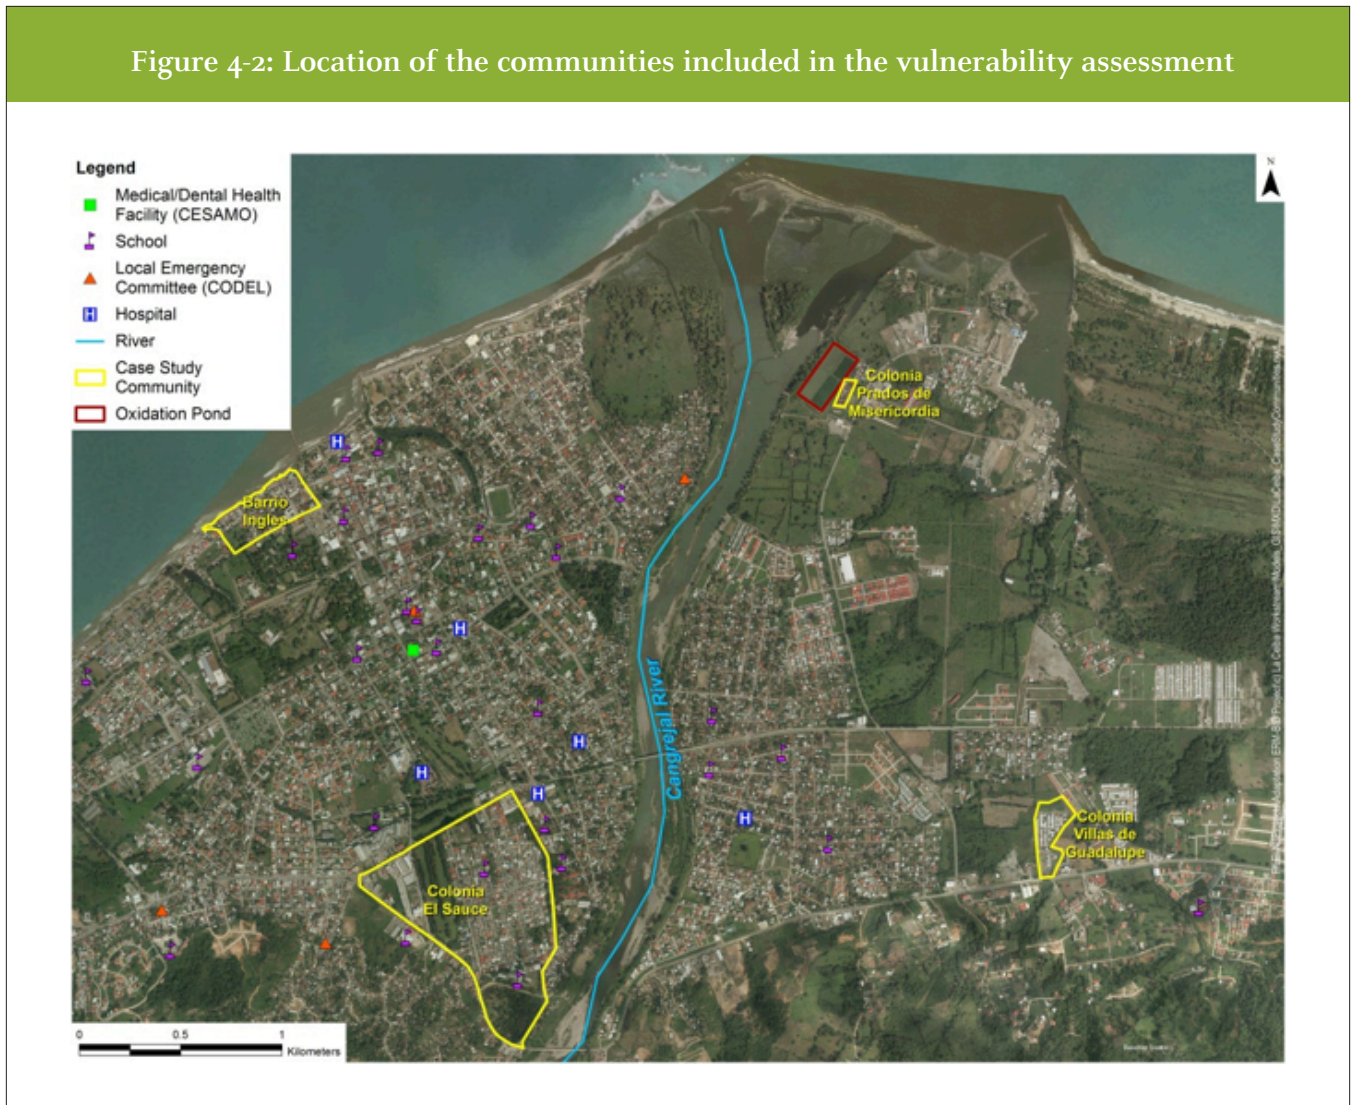 Figure 4-2: Location of the communities included in the vulnerability assessment
Legend
Medical/Dental Health
Facility (CESAMO)
School
Local Emergency
Committee (CODEL)
Hospital
River
Case Study
Community
Oxidation Pond
N
H
Colonia
Prados de
Misericordia
Barrio
Ingles
H
Cangrejal River
H
H
H
H
Colonia
Villas de
Guadalupe
Colonia
El Sauce
0 0.5 1
Kilometers